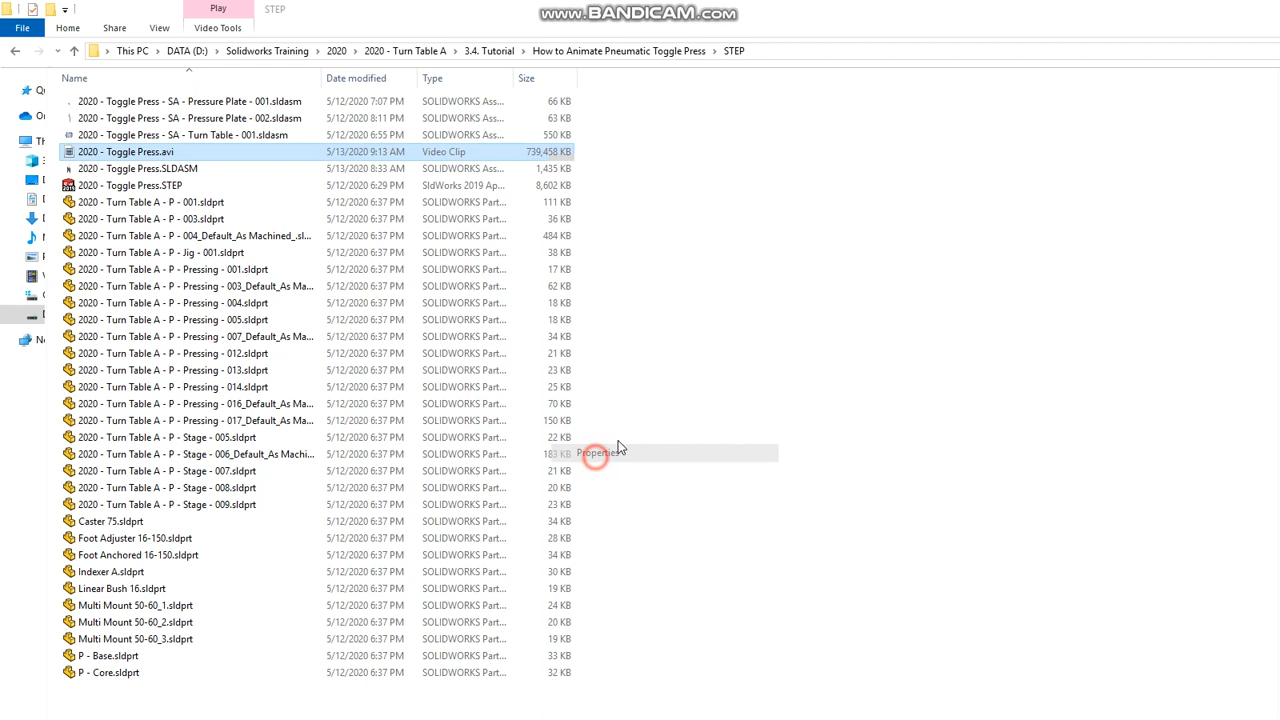 www.BANDICAM.com
Play
STEP
File
Home
Share
View
Video Tools
This PC
DATA (D:)
Solidworks Training
2020
2020 - Turn Table A
3.4. Tutorial
How to Animate Pneumatic Toggle Press
STEP
Name
Date modified
Type
Size
2020 - Toggle Press - SA - Pressure Plate - 001.sldasm 5/12/2020 7:07 PM SOLIDWORKS Ass... 66 KB
2020 - Toggle Press - SA - Pressure Plate - 002.sldasm 5/12/2020 8:11 PM SOLIDWORKS Ass... 63 KB
2020 - Toggle Press - SA - Turn Table - 001.sldasm 5/12/2020 6:55 PM SOLIDWORKS Ass... 550 KB
2020 - Toggle Press.avi 5/13/2020 9:13 AM Video Clip 739,458 KB
2020 - Toggle Press.SLDASM 5/13/2020 8:33 AM SOLIDWORKS Ass... 1,435 KB
2020 - Toggle Press.STEP 5/12/2020 6:29 PM SldWorks 2019 Ap... 8,602 KB
2020 - Turn Table A - P - 001.sldprt 5/12/2020 6:37 PM SOLIDWORKS Part... 111 KB
2020 - Turn Table A - P - 003.sldprt 5/12/2020 6:37 PM SOLIDWORKS Part... 36 KB
2020 - Turn Table A - P - 004_Default_As Machined_.sl... 5/12/2020 6:37 PM SOLIDWORKS Part... 484 KB
2020 - Turn Table A - P - Jig - 001.sldprt 5/12/2020 6:37 PM SOLIDWORKS Part... 38 KB
2020 - Turn Table A - P - Pressing - 001.sldprt 5/12/2020 6:37 PM SOLIDWORKS Part... 17 KB
2020 - Turn Table A - P - Pressing - 003_Default_As Ma... 5/12/2020 6:37 PM SOLIDWORKS Part... 62 KB
2020 - Turn Table A - P - Pressing - 004.sldprt 5/12/2020 6:37 PM SOLIDWORKS Part... 18 KB
2020 - Turn Table A - P - Pressing - 005.sldprt 5/12/2020 6:37 PM SOLIDWORKS Part... 18 KB
2020 - Turn Table A - P - Pressing - 007_Default_As Ma... 5/12/2020 6:37 PM SOLIDWORKS Part... 34 KB
2020 - Turn Table A - P - Pressing - 012.sldprt 5/12/2020 6:37 PM SOLIDWORKS Part... 21 KB
2020 - Turn Table A - P - Pressing - 013.sldprt 5/12/2020 6:37 PM SOLIDWORKS Part... 23 KB
2020 - Turn Table A - P - Pressing - 014.sldprt 5/12/2020 6:37 PM SOLIDWORKS Part... 25 KB
2020 - Turn Table A - P - Pressing - 016_Default_As Ma... 5/12/2020 6:37 PM SOLIDWORKS Part... 70 KB
2020 - Turn Table A - P - Pressing - 017_Default_As Ma... 5/12/2020 6:37 PM SOLIDWORKS Part... 150 KB
2020 - Turn Table A - P - Stage - 005.sldprt 5/12/2020 6:37 PM SOLIDWORKS Part... 22 KB
2020 - Turn Table A - P - Stage - 006_Default_As Machi... 5/12/2020 6:37 PM SOLIDWORKS Part... 183 KB Properties
2020 - Turn Table A - P - Stage - 007.sldprt 5/12/2020 6:37 PM SOLIDWORKS Part... 21 KB
2020 - Turn Table A - P - Stage - 008.sldprt 5/12/2020 6:37 PM SOLIDWORKS Part... 20 KB
2020 - Turn Table A - P - Stage - 009.sldprt 5/12/2020 6:37 PM SOLIDWORKS Part... 23 KB
Caster 75.sldprt 5/12/2020 6:37 PM SOLIDWORKS Part... 34 KB
Foot Adjuster 16-150.sldprt 5/12/2020 6:37 PM SOLIDWORKS Part... 28 KB
Foot Anchored 16-150.sldprt 5/12/2020 6:37 PM SOLIDWORKS Part... 34 KB
Indexer A.sldprt 5/12/2020 6:37 PM SOLIDWORKS Part... 30 KB
Linear Bush 16.sldprt 5/12/2020 6:37 PM SOLIDWORKS Part... 19 KB
Multi Mount 50-60_1.sldprt 5/12/2020 6:37 PM SOLIDWORKS Part... 24 KB
Multi Mount 50-60_2.sldprt 5/12/2020 6:37 PM SOLIDWORKS Part... 20 KB
Multi Mount 50-60_3.sldprt 5/12/2020 6:37 PM SOLIDWORKS Part... 19 KB
P - Base.sldprt 5/12/2020 6:37 PM SOLIDWORKS Part... 33 KB
P - Core.sldprt 5/12/2020 6:37 PM SOLIDWORKS Part... 32 KB